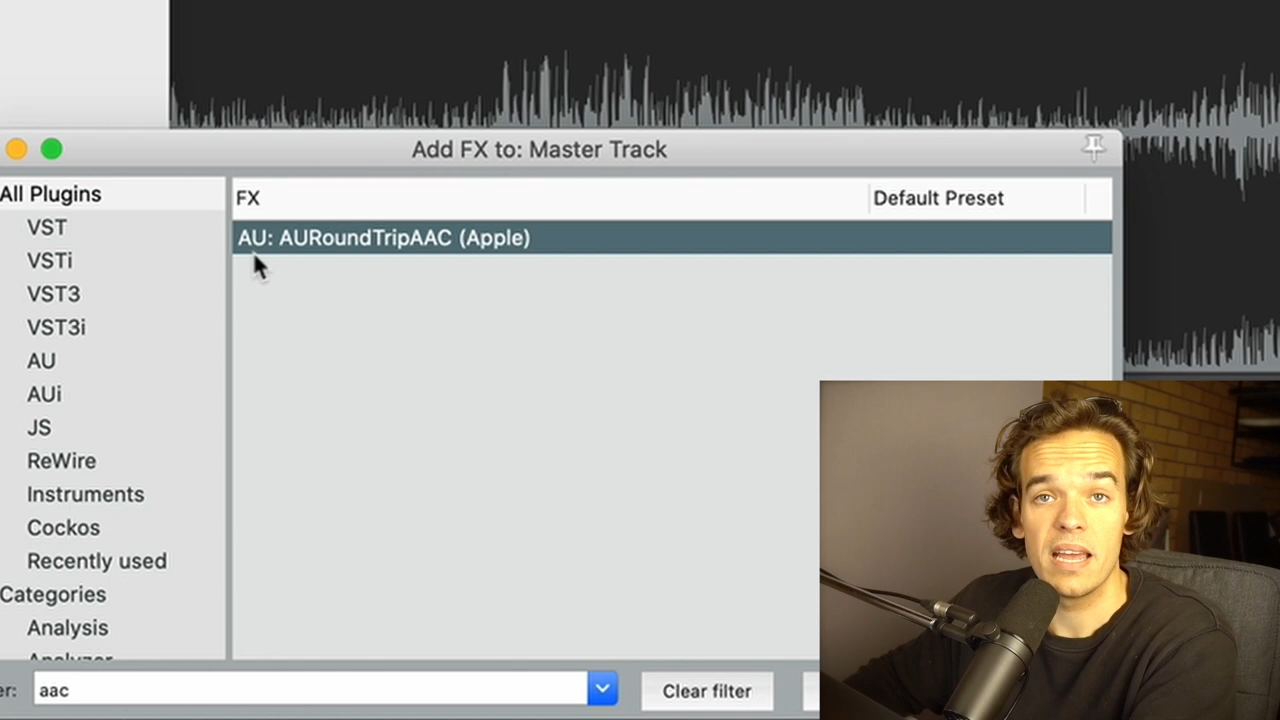 Add FX to: Master Track
All Plugins
VST
VSTi
VST3
VST3i
AU
AUi
JS
ReWire
Instruments
Cockos
Recently used
Categories
Analysis
Analyzer
FX
Default Preset
AU: AURoundTripAAC (Apple)
er:
aac
Clear filter